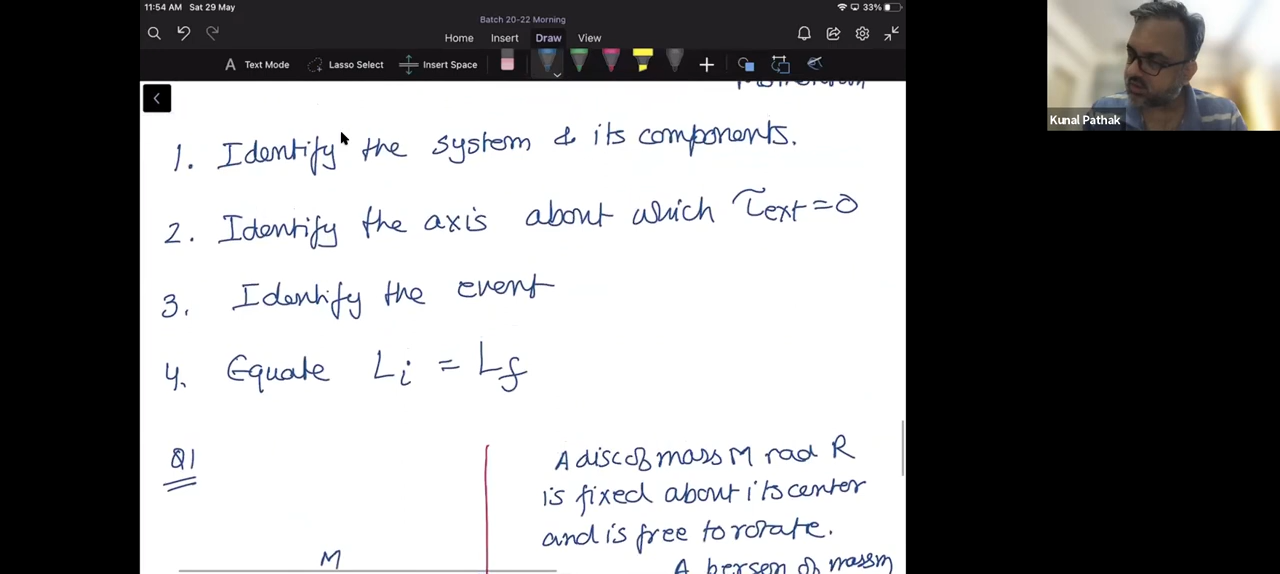 11:54 AM Sat 29 May
33%
Batch 20-22 Morning
Home Insert Draw View
Text Mode Lasso Select Insert Space
Kunal Pathak
1. Identify the system & its components.
2. Identify the axis about which τext = 0
3. Identify the event
4. Equate Li = Lf
Q1
M
A disc of mass M rad R
is fixed about its center
and is free to rotate.
A person of mass m